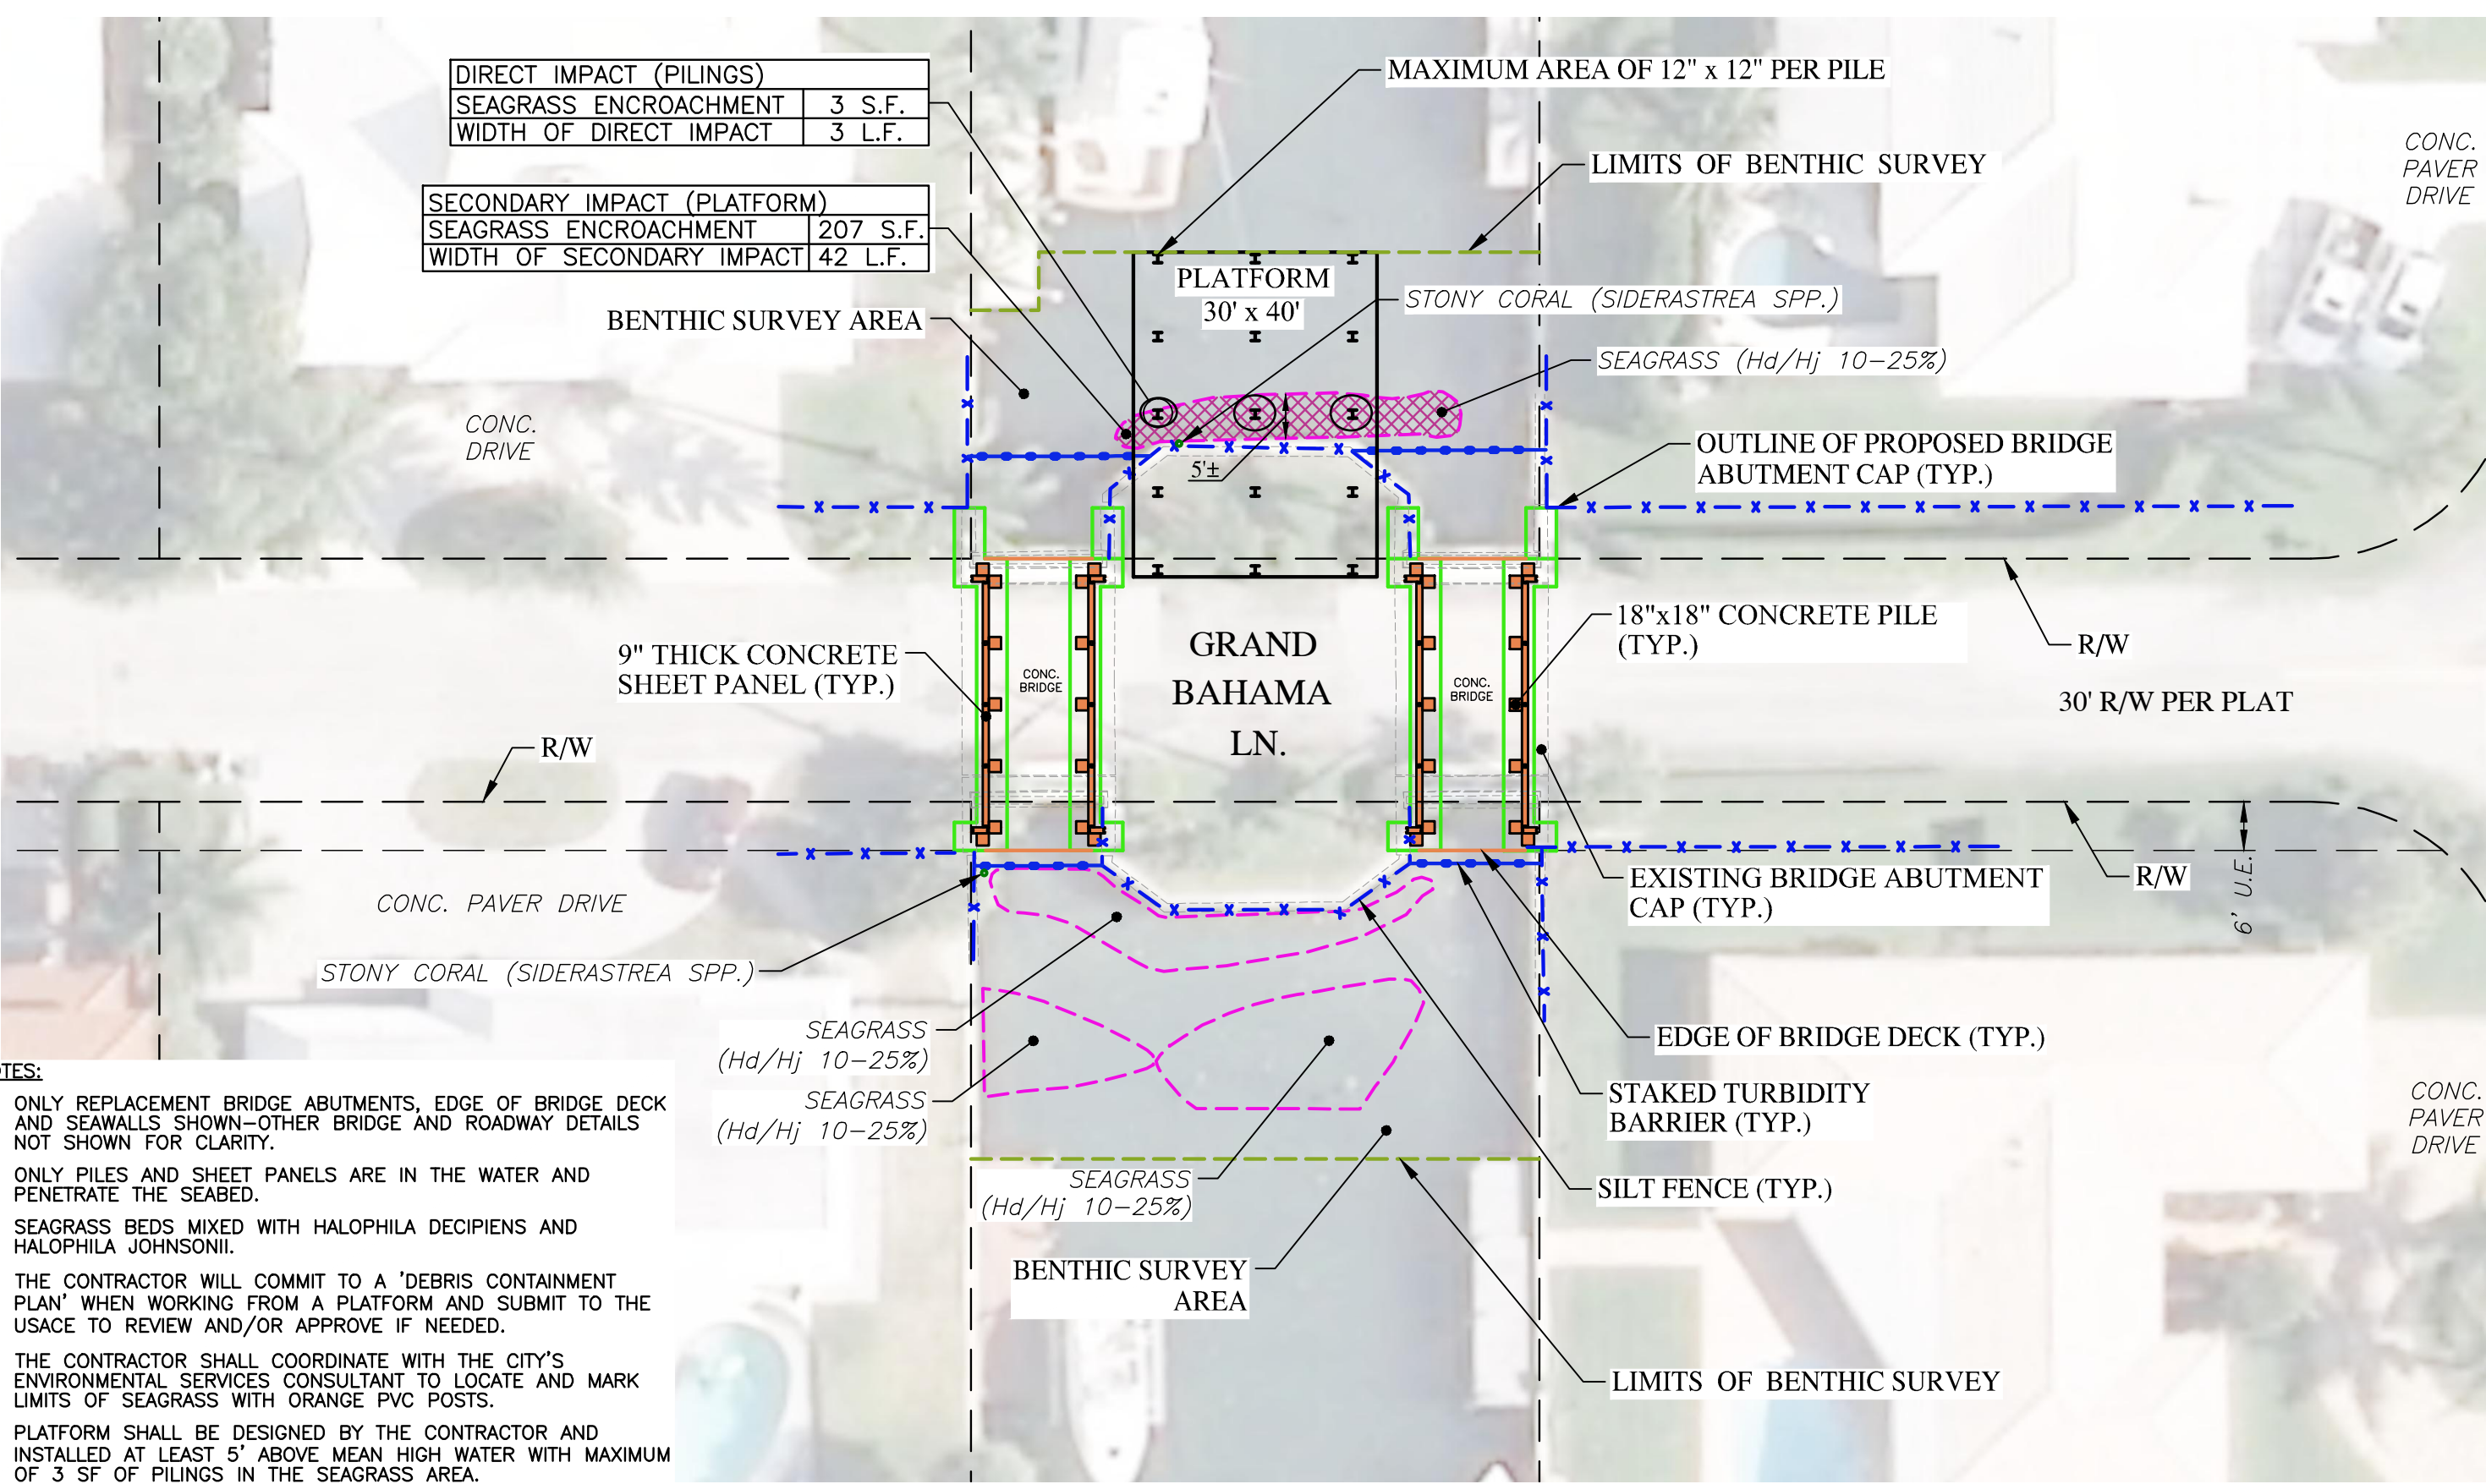 DIRECT IMPACT (PILINGS)
SEAGRASS ENCROACHMENT 3 S.F.
WIDTH OF DIRECT IMPACT 3 L.F.
SECONDARY IMPACT (PLATFORM)
SEAGRASS ENCROACHMENT 207 S.F.
WIDTH OF SECONDARY IMPACT 42 L.F.
BENTHIC SURVEY AREA
MAXIMUM AREA OF 12" x 12" PER PILE
LIMITS OF BENTHIC SURVEY
CONC.
PAVER
DRIVE
PLATFORM
30' x 40'
STONY CORAL (SIDERASTREA SPP.)
SEAGRASS (Hd/Hj 10-25%)
CONC.
DRIVE
5'±
OUTLINE OF PROPOSED BRIDGE
ABUTMENT CAP (TYP.)
9" THICK CONCRETE
SHEET PANEL (TYP.)
CONC.
BRIDGE
GRAND
BAHAMA
LN.
CONC.
BRIDGE
18"x18" CONCRETE PILE
(TYP.)
R/W
30' R/W PER PLAT
R/W
CONC. PAVER DRIVE
EXISTING BRIDGE ABUTMENT
CAP (TYP.)
R/W
6' U.E.
STONY CORAL (SIDERASTREA SPP.)
SEAGRASS
(Hd/Hj 10-25%)
SEAGRASS
(Hd/Hj 10-25%)
SEAGRASS
(Hd/Hj 10-25%)
EDGE OF BRIDGE DECK (TYP.)
STAKED TURBIDITY
BARRIER (TYP.)
SILT FENCE (TYP.)
BENTHIC SURVEY
AREA
LIMITS OF BENTHIC SURVEY
CONC.
PAVER
DRIVE
TES:
ONLY REPLACEMENT BRIDGE ABUTMENTS, EDGE OF BRIDGE DECK
AND SEAWALLS SHOWN-OTHER BRIDGE AND ROADWAY DETAILS
NOT SHOWN FOR CLARITY.
ONLY PILES AND SHEET PANELS ARE IN THE WATER AND
PENETRATE THE SEABED.
SEAGRASS BEDS MIXED WITH HALOPHILA DECIPIENS AND
HALOPHILA JOHNSONII.
THE CONTRACTOR WILL COMMIT TO A 'DEBRIS CONTAINMENT
PLAN' WHEN WORKING FROM A PLATFORM AND SUBMIT TO THE
USACE TO REVIEW AND/OR APPROVE IF NEEDED.
THE CONTRACTOR SHALL COORDINATE WITH THE CITY'S
ENVIRONMENTAL SERVICES CONSULTANT TO LOCATE AND MARK
LIMITS OF SEAGRASS WITH ORANGE PVC POSTS.
PLATFORM SHALL BE DESIGNED BY THE CONTRACTOR AND
INSTALLED AT LEAST 5' ABOVE MEAN HIGH WATER WITH MAXIMUM
OF 3 SF OF PILINGS IN THE SEAGRASS AREA.